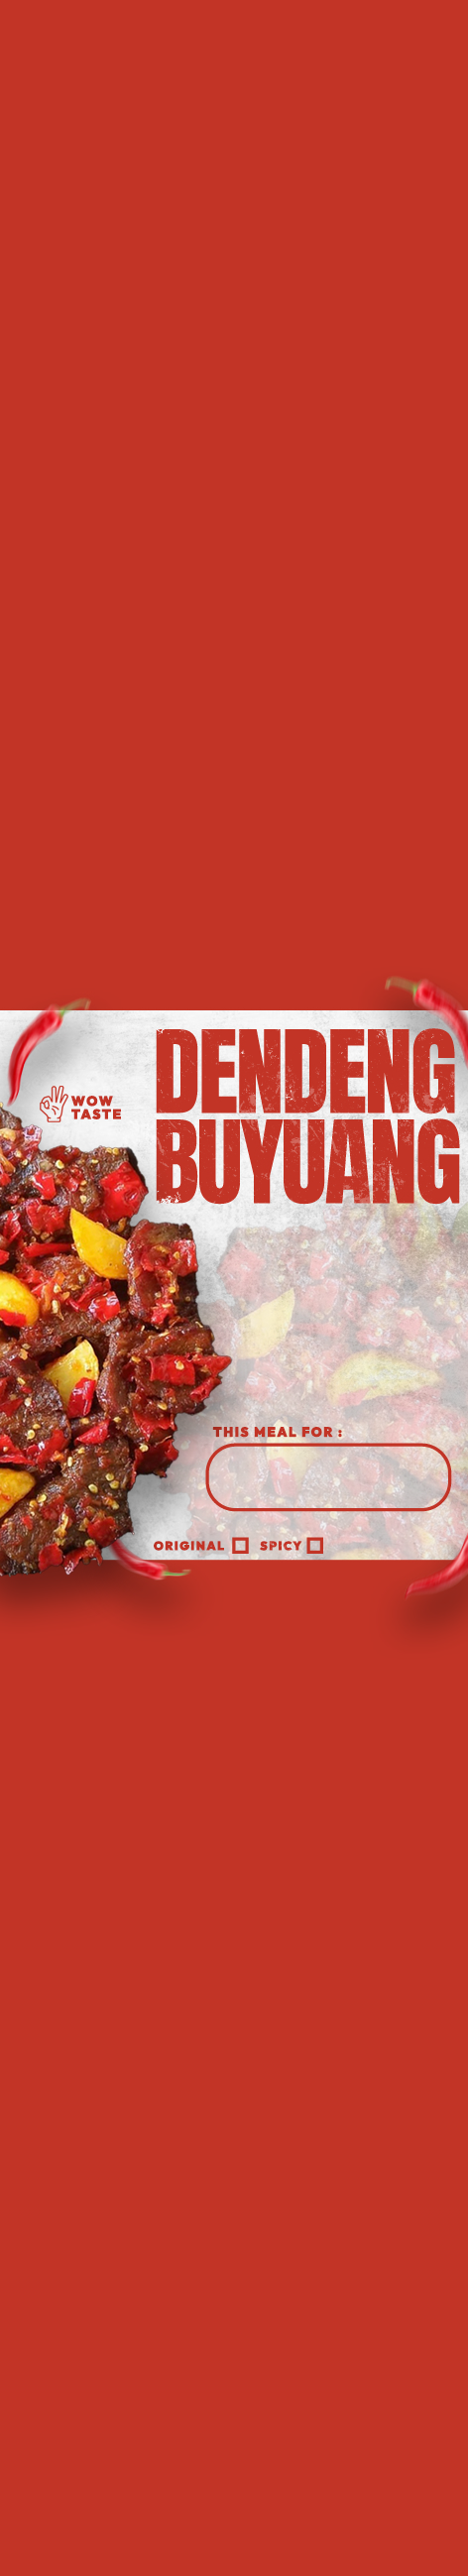 DENDENG
BUYUANG
WOW
TASTE
THIS MEAL FOR :
ORIGINAL SPICY